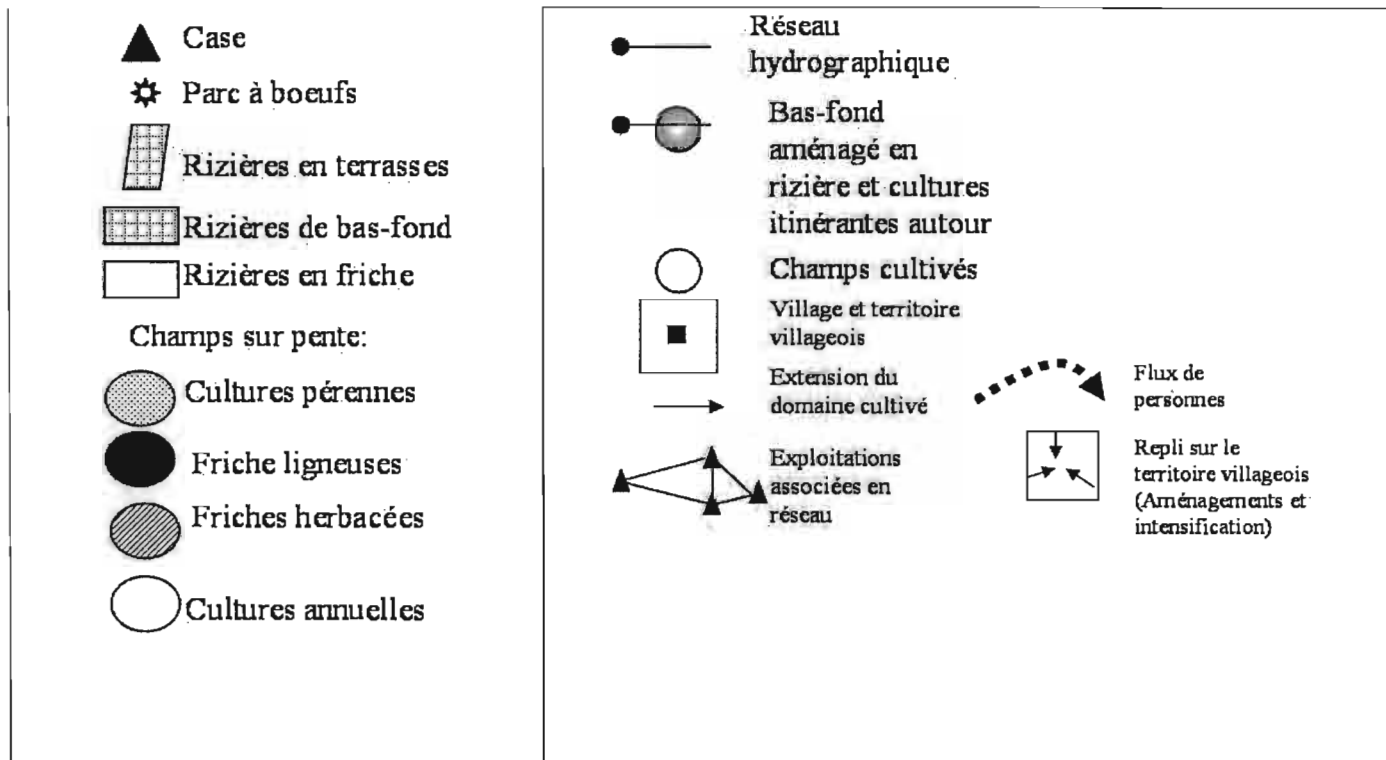 Case
Parc à boeufs
Rizières en terrasses
Rizières de bas-fond
Rizières en friche
Champs sur pente:
Cultures pérennes
Friche ligneuses
Friches herbacées
Cultures annuelles
Réseau
hydrographique
Bas-fond
aménagé en
rizière et cultures
itinérantes autour
Champs cultivés
Village et territoire
villageois
Extension du
domaine cultivé
Exploitations
associées en
réseau
Flux de
personnes
Repli sur le
territoire villageois
(Aménagements et
intensification)